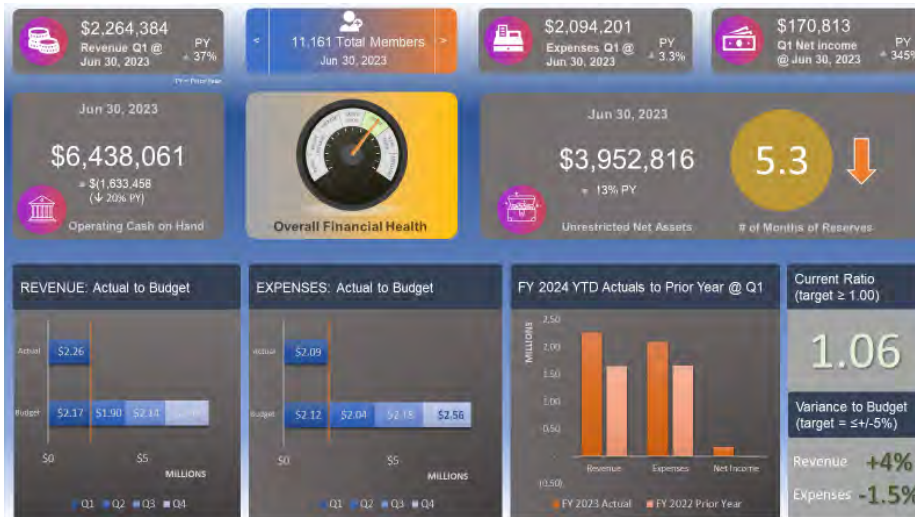 $2,264,384
Revenue Q1 @
Jun 30, 2023
PY
37%
PY = Prior Year
<
11,161 Total Members
>
Jun 30, 2023
$2,094,201
Expenses Q1 @
Jun 30, 2023
PY
3.3%
$170,813
Q1 Net income
@ Jun 30, 2023
PY
345%
Jun 30, 2023
$6,438,061
= $(1,633,456
(↓ 20% PY)
Operating Cash on Hand
Overall Financial Health
Jun 30, 2023
$3,952,816
= 13% PY
Unrestricted Net Assets
5.3
# of Months of Reserves
REVENUE: Actual to Budget
Actual
$2.26
Budget
$2.17 $1.90 $2.14
$0 $5
MILLIONS
Q1 Q2 Q3 Q4
EXPENSES: Actual to Budget
Actual
$2.09
Budget
$2.12 $2.04 $2.18 $2.56
$0 $5
MILLIONS
Q1 Q2 Q3 Q4
FY 2024 YTD Actuals to Prior Year @ Q1
MILLIONS
2.50
2.00
1.50
1.00
0.50
(0.50)
Revenue Expenses Net Income
FY 2023 Actual FY 2022 Prior Year
Current Ratio
(target ≥ 1.00)
1.06
Variance to Budget
(target = ≤+/-5%)
Revenue +4%
Expenses -1.5%